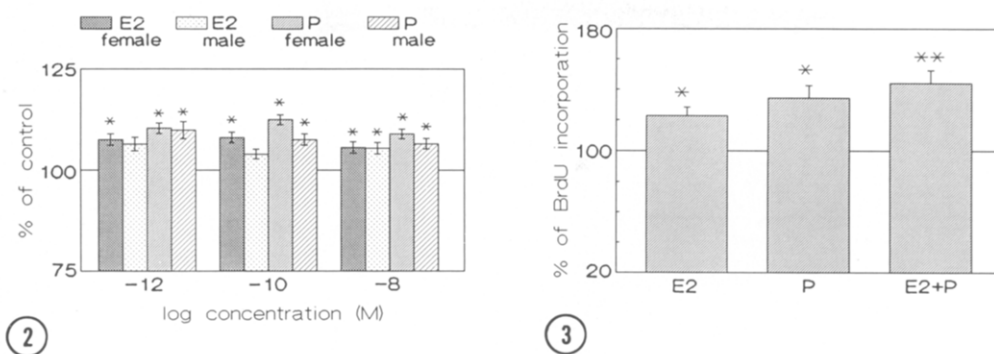 E2 female E2 male P female P male
125
100
75
% of control
* * * * * * * * * *
-12 -10 -8
log concentration (M)
2
180
100
20
% of BrdU incorporation
* * **
E2 P E2+P
3